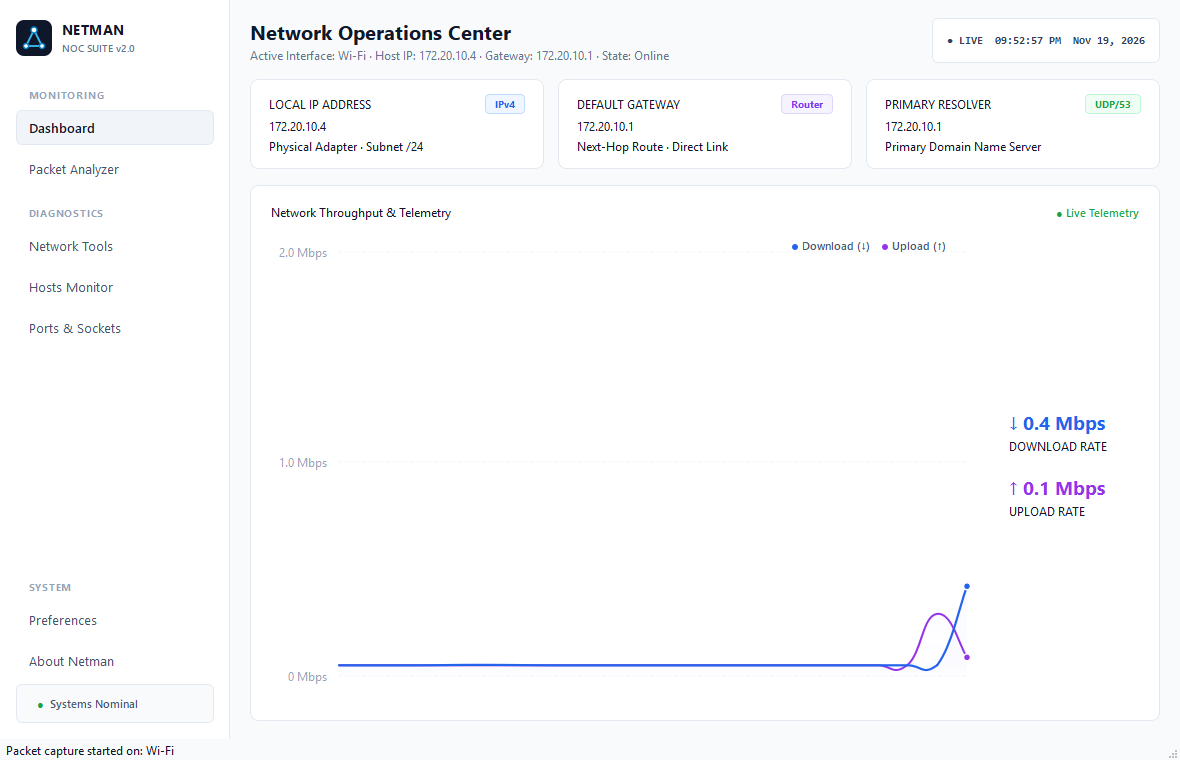 NETMAN
NOC SUITE v2.0
MONITORING
Dashboard
Packet Analyzer
DIAGNOSTICS
Network Tools
Hosts Monitor
Ports & Sockets
SYSTEM
Preferences
About Netman
● Systems Nominal
Network Operations Center
Active Interface: Wi-Fi · Host IP: 172.20.10.4 · Gateway: 172.20.10.1 · State: Online
● LIVE 09:52:57 PM Nov 19, 2026
LOCAL IP ADDRESS IPv4
172.20.10.4
Physical Adapter · Subnet /24
DEFAULT GATEWAY Router
172.20.10.1
Next-Hop Route · Direct Link
PRIMARY RESOLVER UDP/53
172.20.10.1
Primary Domain Name Server
Network Throughput & Telemetry ● Live Telemetry
● Download (↓) ● Upload (↑)
2.0 Mbps
1.0 Mbps
0 Mbps
↓ 0.4 Mbps
DOWNLOAD RATE
↑ 0.1 Mbps
UPLOAD RATE
Packet capture started on: Wi-Fi